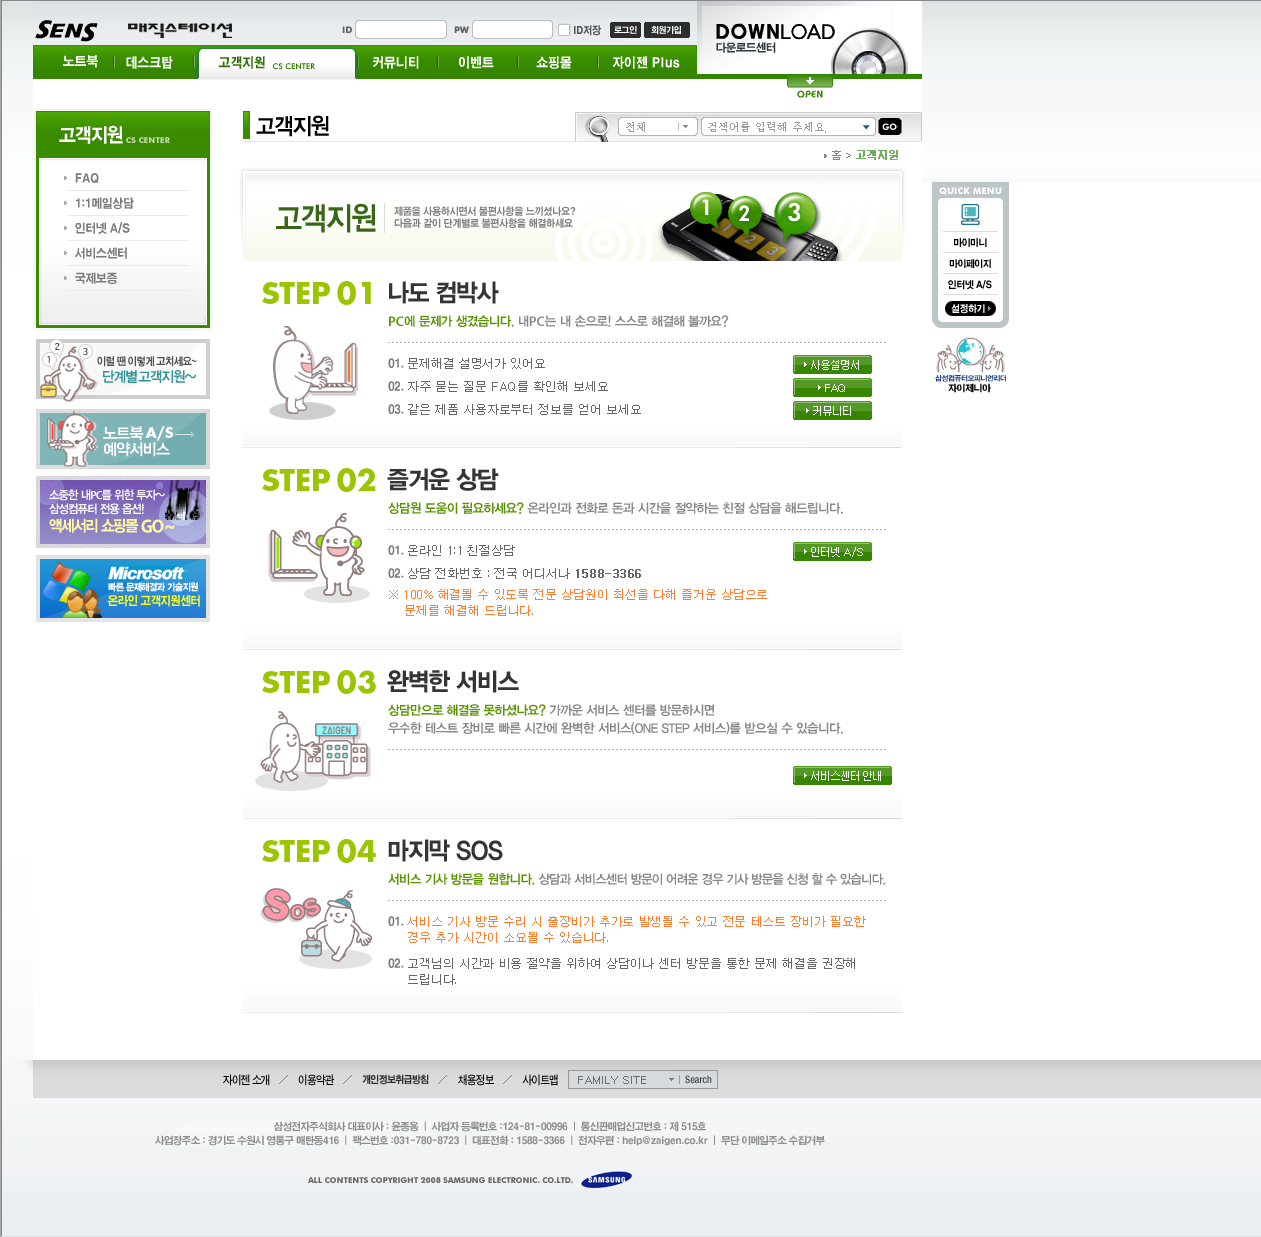 SENS 매직스테이션 ID PW ID저장 로그인 회원가입
DOWNLOAD
다운로드센터
OPEN
노트북 데스크탑 고객지원 CS CENTER 커뮤니티 이벤트 쇼핑몰 자이젠 Plus
고객지원 CS CENTER
FAQ
1:1메일상담
인터넷 A/S
서비스센터
국제보증
1 2 3
이럴 땐 이렇게 고치세요~
단계별고객지원~
노트북 A/S
예약서비스
소중한 내PC를 위한 투자~
삼성컴퓨터 전용 옵션!
액세서리 쇼핑몰 GO~
Microsoft
빠른 문제해결과 기술지원
온라인 고객지원센터
고객지원
전체 검색어를 입력해 주세요. GO
홈 > 고객지원
고객지원
제품을 사용하시면서 불편사항을 느끼셨나요?
다음과 같이 단계별로 불편사항을 해결하세요
1 2 3
1 2 3
STEP 01 나도 컴박사
PC에 문제가 생겼습니다. 내PC는 내 손으로! 스스로 해결해 볼까요?
01. 문제해결 설명서가 있어요 사용설명서
02. 자주 묻는 질문 FAQ를 확인해 보세요 FAQ
03. 같은 제품 사용자로부터 정보를 얻어 보세요 커뮤니티
STEP 02 즐거운 상담
상담원 도움이 필요하세요? 온라인과 전화로 돈과 시간을 절약하는 친절 상담을 해드립니다.
01. 온라인 1:1 친절상담 인터넷 A/S
02. 상담 전화번호 : 전국 어디서나 1588-3366
※ 100% 해결될 수 있도록 전문 상담원이 최선을 다해 즐거운 상담으로
문제를 해결해 드립니다.
STEP 03 완벽한 서비스
상담만으로 해결을 못하셨나요? 가까운 서비스 센터를 방문하시면
우수한 테스트 장비로 빠른 시간에 완벽한 서비스(ONE STEP 서비스)를 받으실 수 있습니다.
ZAIGEN
서비스센터 안내
STEP 04 마지막 SOS
서비스 기사 방문을 원합니다. 상담과 서비스센터 방문이 어려운 경우 기사 방문을 신청 할 수 있습니다.
SOS
01. 서비스 기사 방문 수리 시 출장비가 추가로 발생될 수 있고 전문 테스트 장비가 필요한
경우 추가 시간이 소요될 수 있습니다.
02. 고객님의 시간과 비용 절약을 위하여 상담이나 센터 방문을 통한 문제 해결을 권장해
드립니다.
QUICK MENU
마이미니
마이페이지
인터넷 A/S
설정하기
삼성컴퓨터오피니언리더
자이제니아
자이젠 소개 ／ 이용약관 ／ 개인정보취급방침 ／ 채용정보 ／ 사이트맵 FAMILY SITE Search
삼성전자주식회사 대표이사 : 윤종용 | 사업자 등록번호 :124-81-00996 | 통신판매업신고번호 : 제 515호
사업장주소 : 경기도 수원시 영통구 매탄동416 | 팩스번호 :031-780-8723 | 대표전화 : 1588-3366 | 전자우편 : help@zaigen.co.kr | 무단 이메일주소 수집거부
ALL CONTENTS COPYRIGHT 2008 SAMSUNG ELECTRONIC. CO.LTD. SAMSUNG